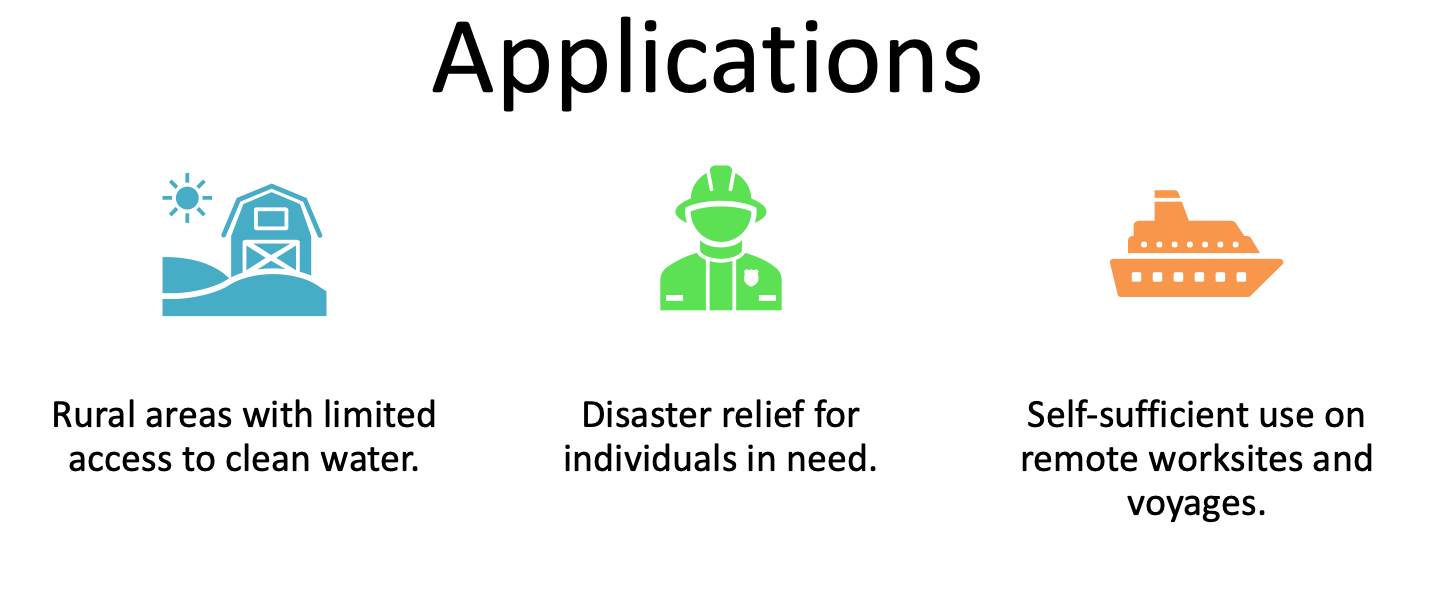 Applications
Rural areas with limited
access to clean water.
Disaster relief for
individuals in need.
Self-sufficient use on
remote worksites and
voyages.